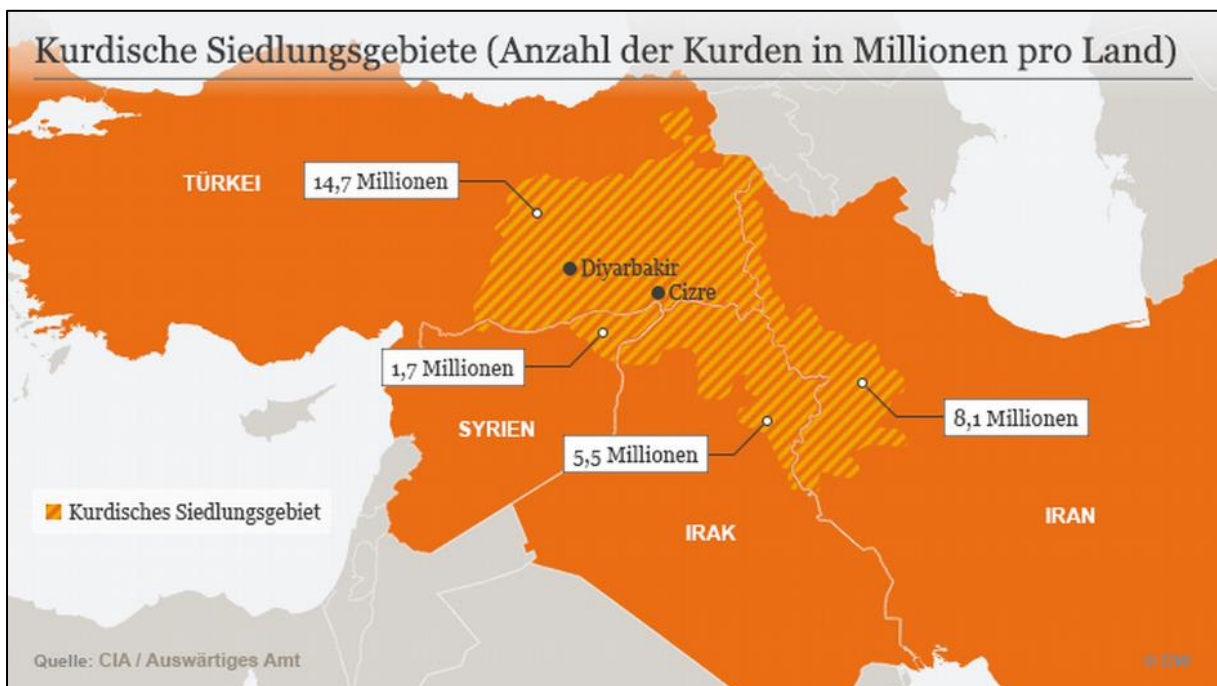 Kurdische Siedlungsgebiete (Anzahl der Kurden in Millionen pro Land)
TÜRKEI
14,7 Millionen
Diyarbakir
Cizre
1,7 Millionen
SYRIEN
5,5 Millionen
8,1 Millionen
Kurdisches Siedlungsgebiet
IRAK
IRAN
Quelle: CIA / Auswärtiges Amt
© DW